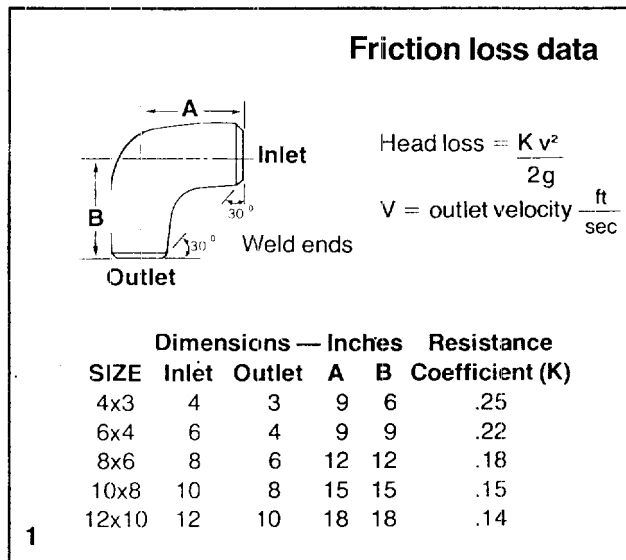 Friction loss data
A
Inlet
B
30°
30°
Weld ends
Outlet
Head loss = K v² / 2g
V = outlet velocity ft / sec
Dimensions — Inches Resistance
SIZE Inlet Outlet A B Coefficient (K)
4x3 4 3 9 6 .25
6x4 6 4 9 9 .22
8x6 8 6 12 12 .18
10x8 10 8 15 15 .15
12x10 12 10 18 18 .14
1